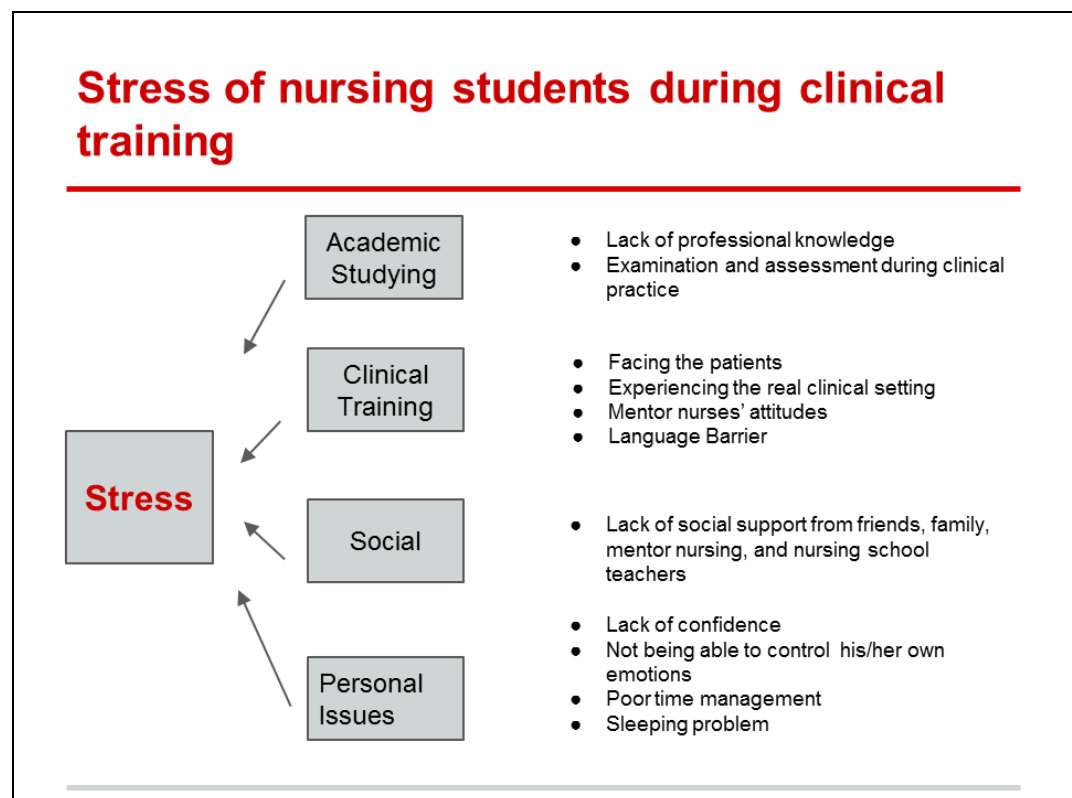 Stress of nursing students during clinical
training
Academic
Studying
● Lack of professional knowledge
● Examination and assessment during clinical
practice
Clinical
Training
● Facing the patients
● Experiencing the real clinical setting
● Mentor nurses’ attitudes
● Language Barrier
Stress
Social
● Lack of social support from friends, family,
mentor nursing, and nursing school
teachers
Personal
Issues
● Lack of confidence
● Not being able to control his/her own
emotions
● Poor time management
● Sleeping problem